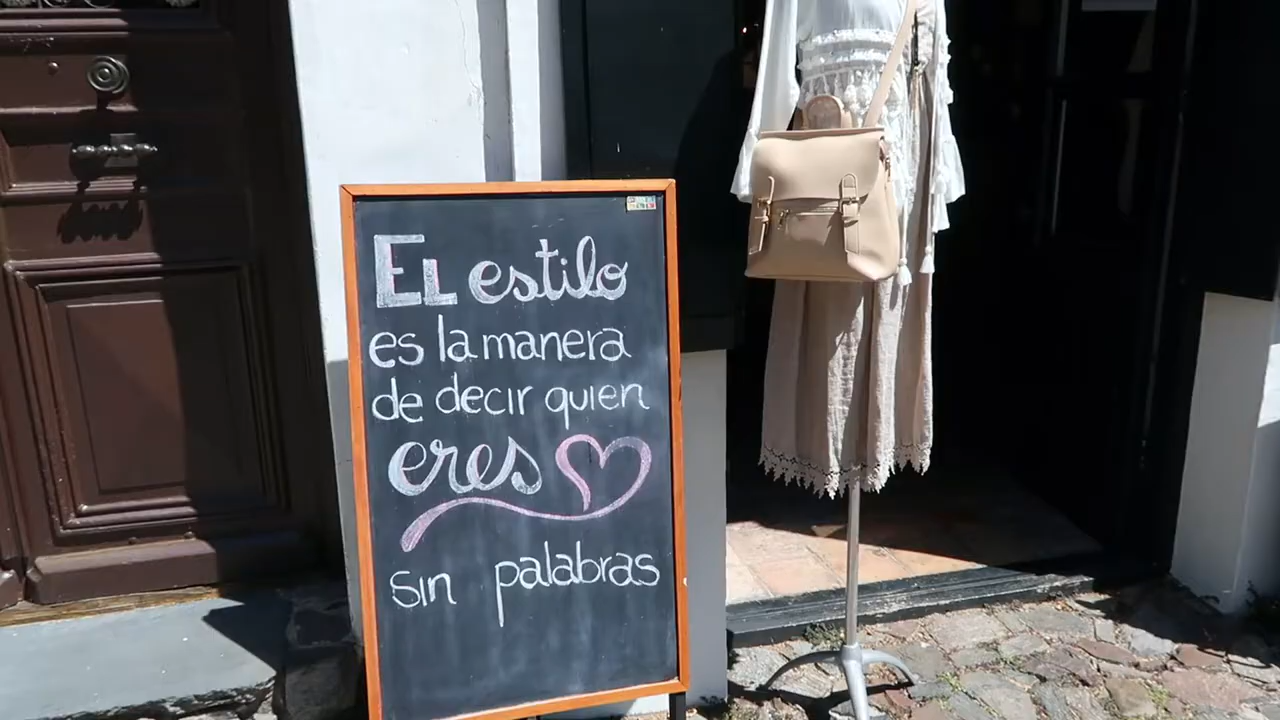 EL estilo
es la manera
de decir quien
eres
sin palabras